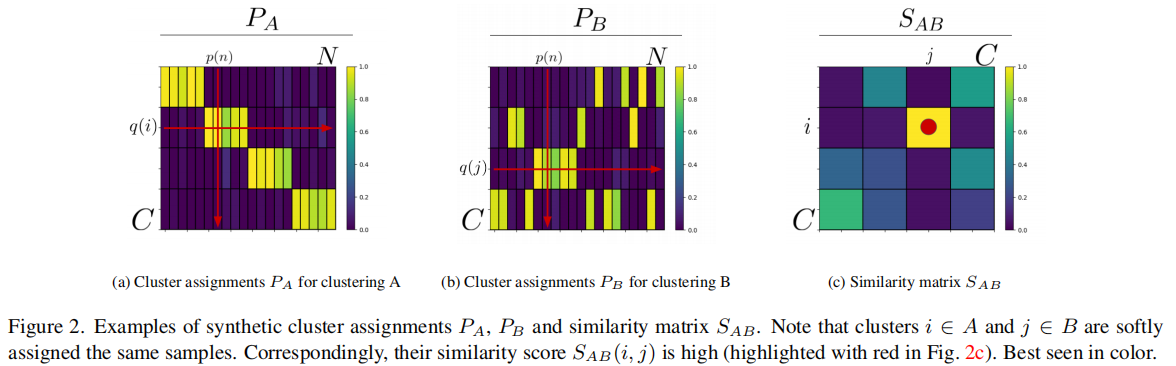 P_A
P_B
S_AB
p(n) N
p(n) N
j C
1.0
0.8
0.6
0.4
0.2
0.0
1.0
0.8
0.6
0.4
0.2
0.0
1.0
0.8
0.6
0.4
0.2
0.0
q(i)
q(j)
i
C
C
C
(a) Cluster assignments P_A for clustering A
(b) Cluster assignments P_B for clustering B
(c) Similarity matrix S_AB
Figure 2. Examples of synthetic cluster assignments P_A, P_B and similarity matrix S_AB. Note that clusters i ∈ A and j ∈ B are softly
assigned the same samples. Correspondingly, their similarity score S_AB(i, j) is high (highlighted with red in Fig. 2c). Best seen in color.